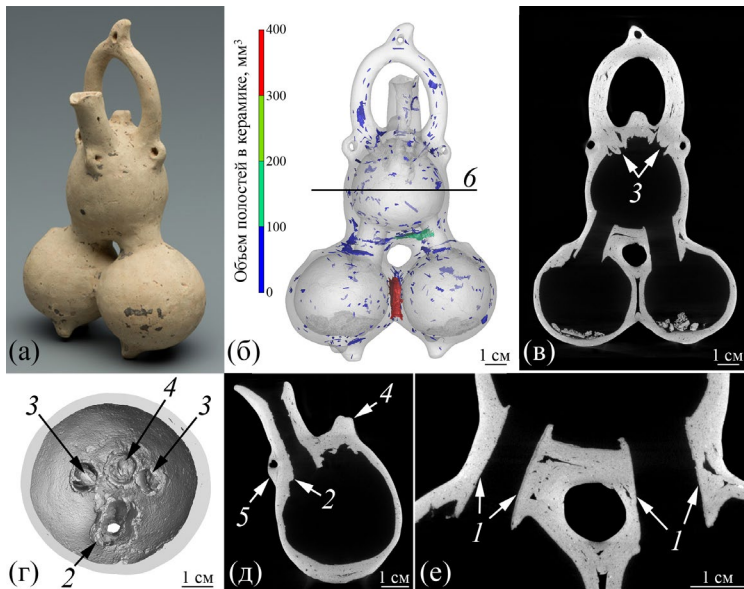 Объем полостей в керамике, мм³
400
300
200
100
0
6
3
(а)
(б)
1 см
(в)
1 см
3
4
3
2
(г)
1 см
4
2
5
(д)
1 см
1
1
(е)
1 см